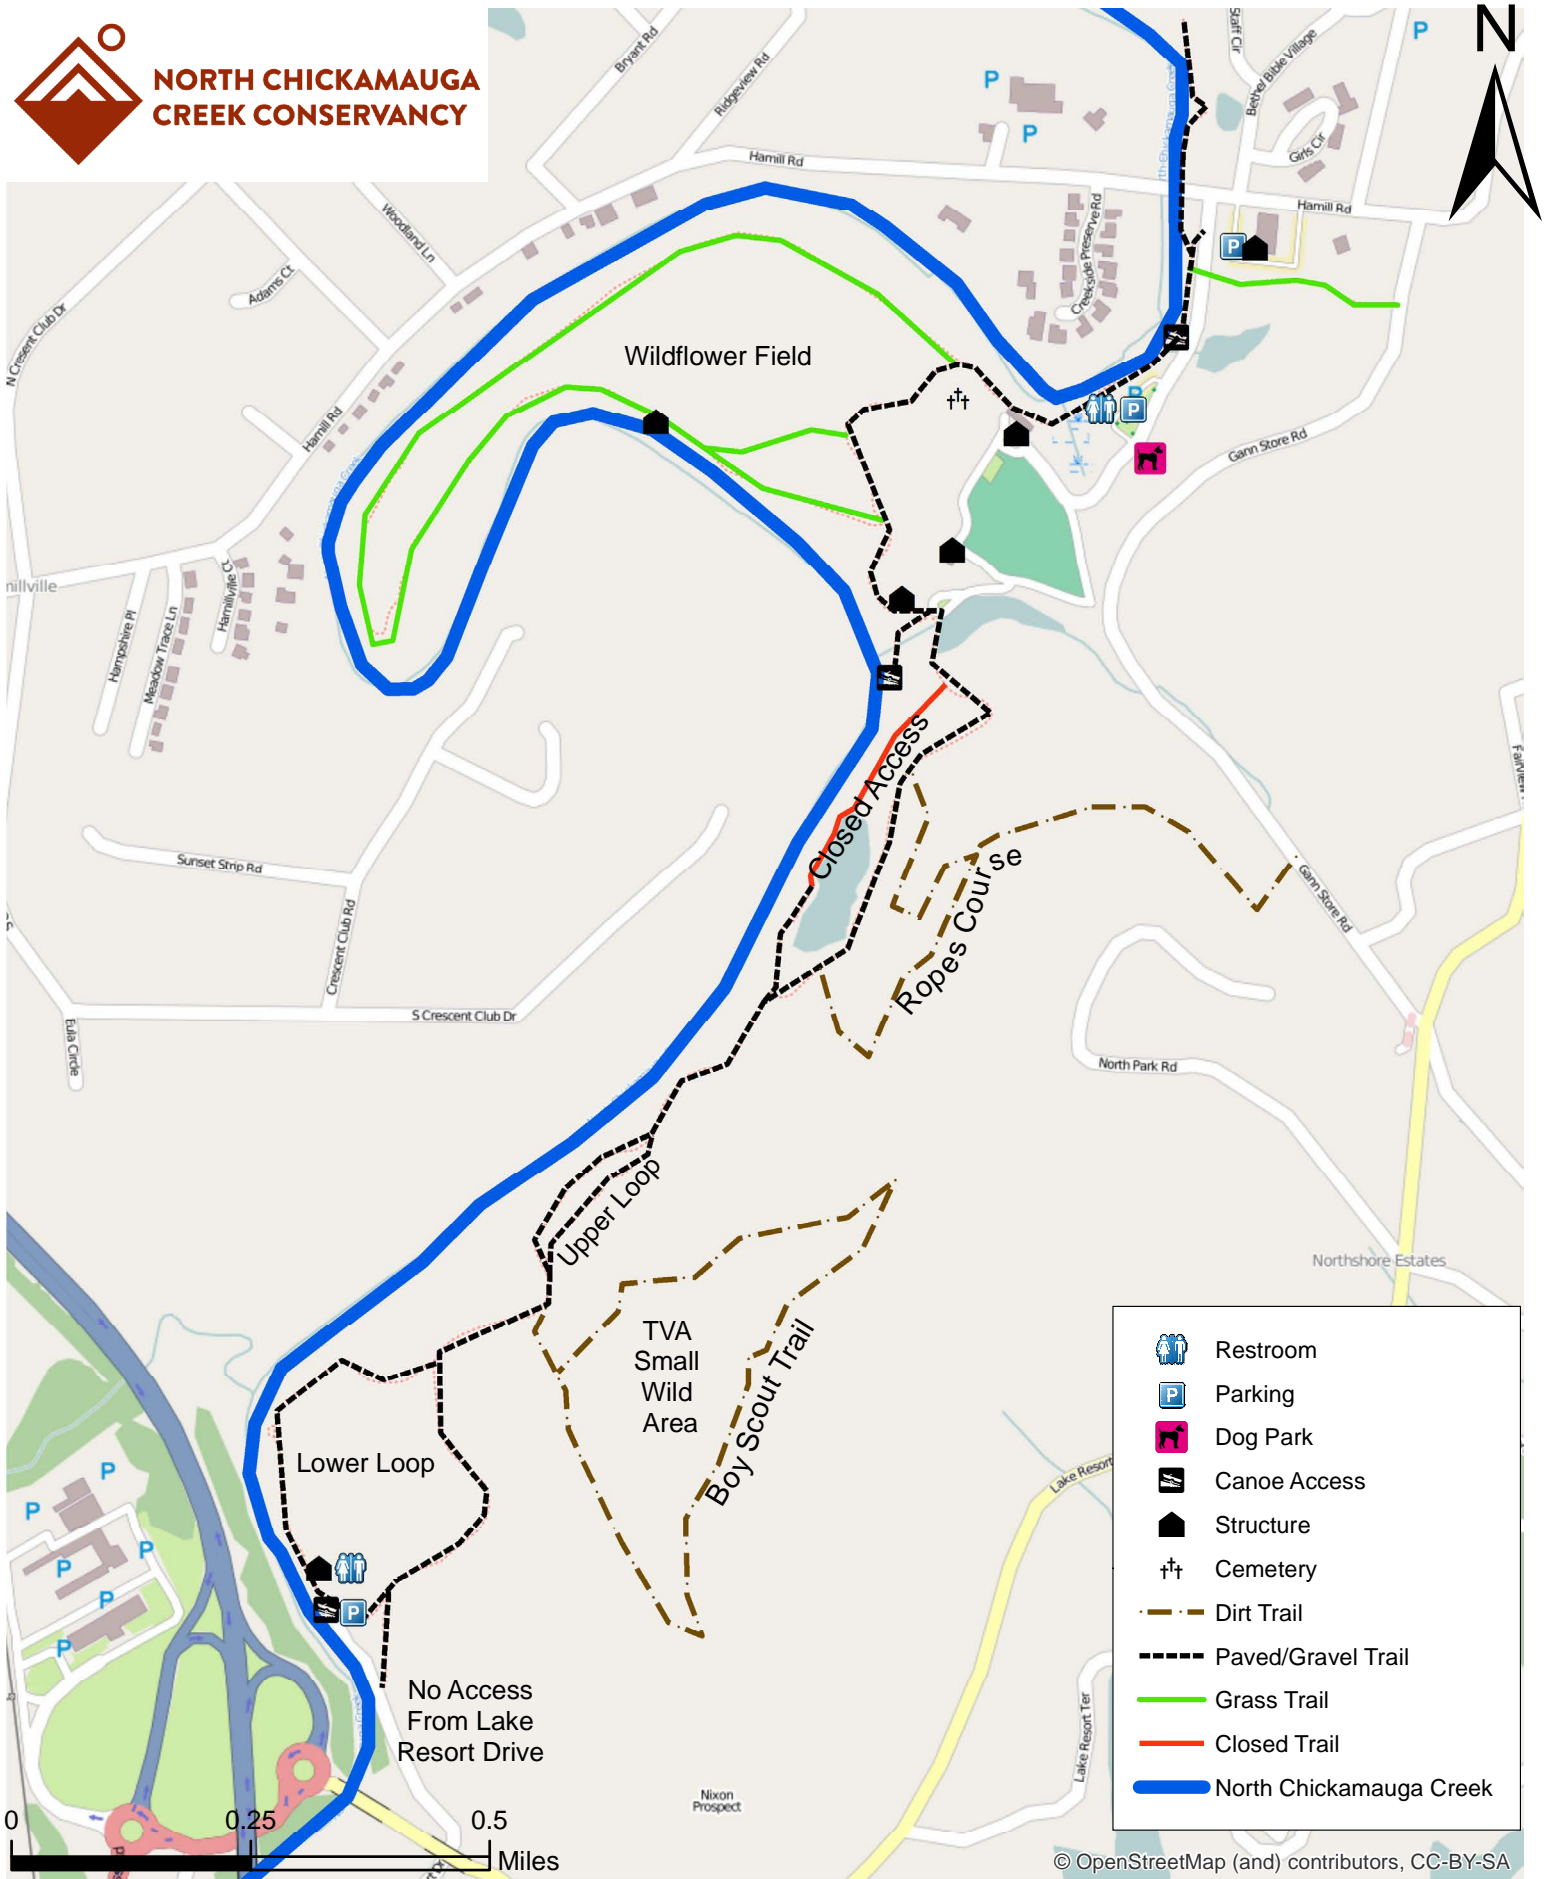 NORTH CHICKAMAUGA
CREEK CONSERVANCY
N
Bryant Rd
Ridgeview Rd
Staff Cir
Bethel Bible Village
Girls Cir
P
P
P
Hamill Rd
Hamill Rd
Woodland Ln
Adams Ct
N Cresent Club Dr
Creekside Preserve Rd
P
Wildflower Field
P
P
Hamill Rd
Gann Store Rd
millville
Hampshire Pl
Meadow Trace Ln
Hamillville Ct
Closed Access
Sunset Strip Rd
Ropes Course
Gann Store Rd
Crescent Club Rd
S Crescent Club Dr
Eula Circle
North Park Rd
Upper Loop
Northshore Estates
TVA
Small
Wild
Area
Boy Scout Trail
Lower Loop
Lake Resort
P
P
P
P
P
P
P
No Access
From Lake
Resort Drive
Lake Resort Ter
Nixon
Prospect
Restroom
P
Parking
Dog Park
Canoe Access
Structure
Cemetery
Dirt Trail
Paved/Gravel Trail
Grass Trail
Closed Trail
North Chickamauga Creek
0 0.25 0.5
Miles
© OpenStreetMap (and) contributors, CC-BY-SA